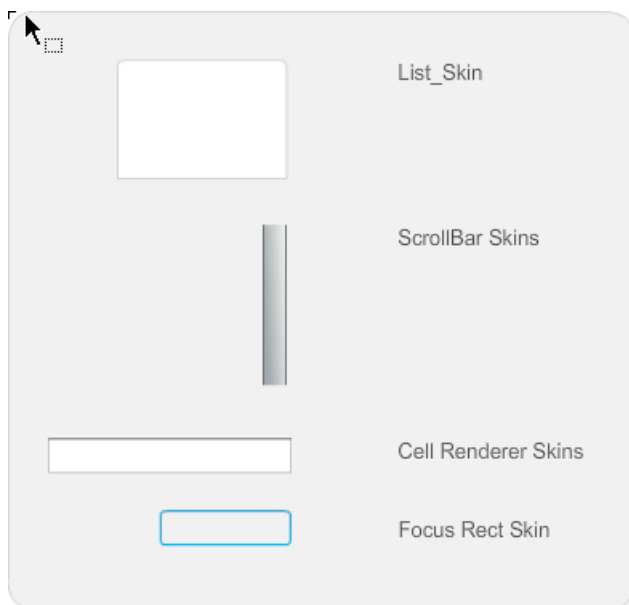 List_Skin
ScrollBar Skins
Cell Renderer Skins
Focus Rect Skin